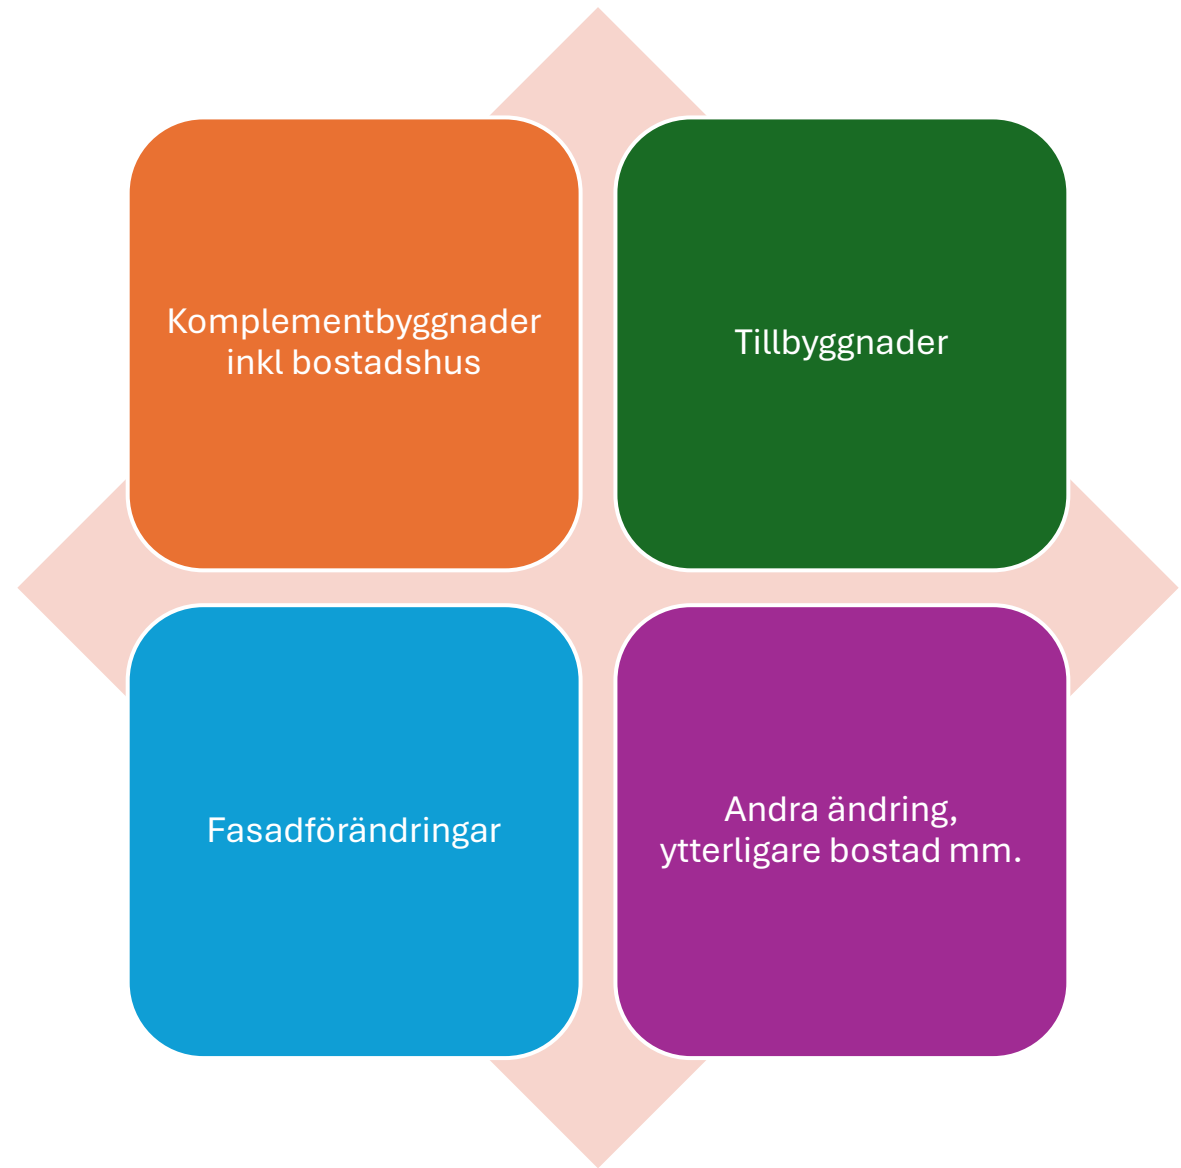 Komplementbyggnader
inkl bostadshus
Tillbyggnader
Fasadförändringar
Andra ändring,
ytterligare bostad mm.